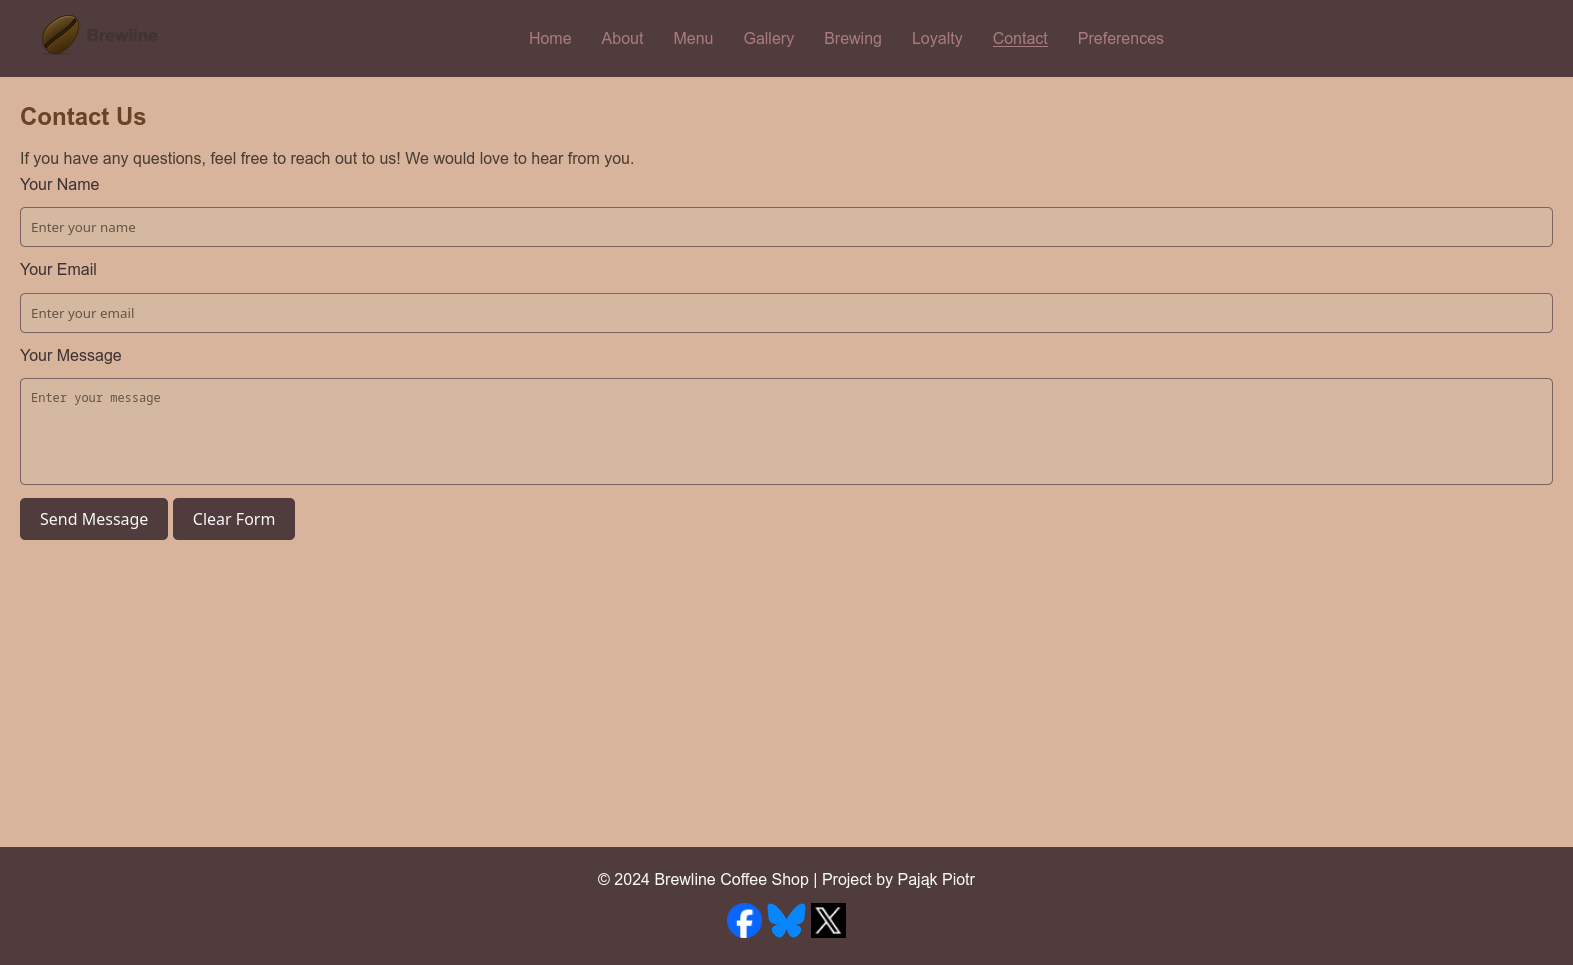 Brewline
Home About Menu Gallery Brewing Loyalty Contact Preferences
Contact Us
If you have any questions, feel free to reach out to us! We would love to hear from you.
Your Name
Enter your name
Your Email
Enter your email
Your Message
Enter your message
Send Message Clear Form
© 2024 Brewline Coffee Shop | Project by Pająk Piotr